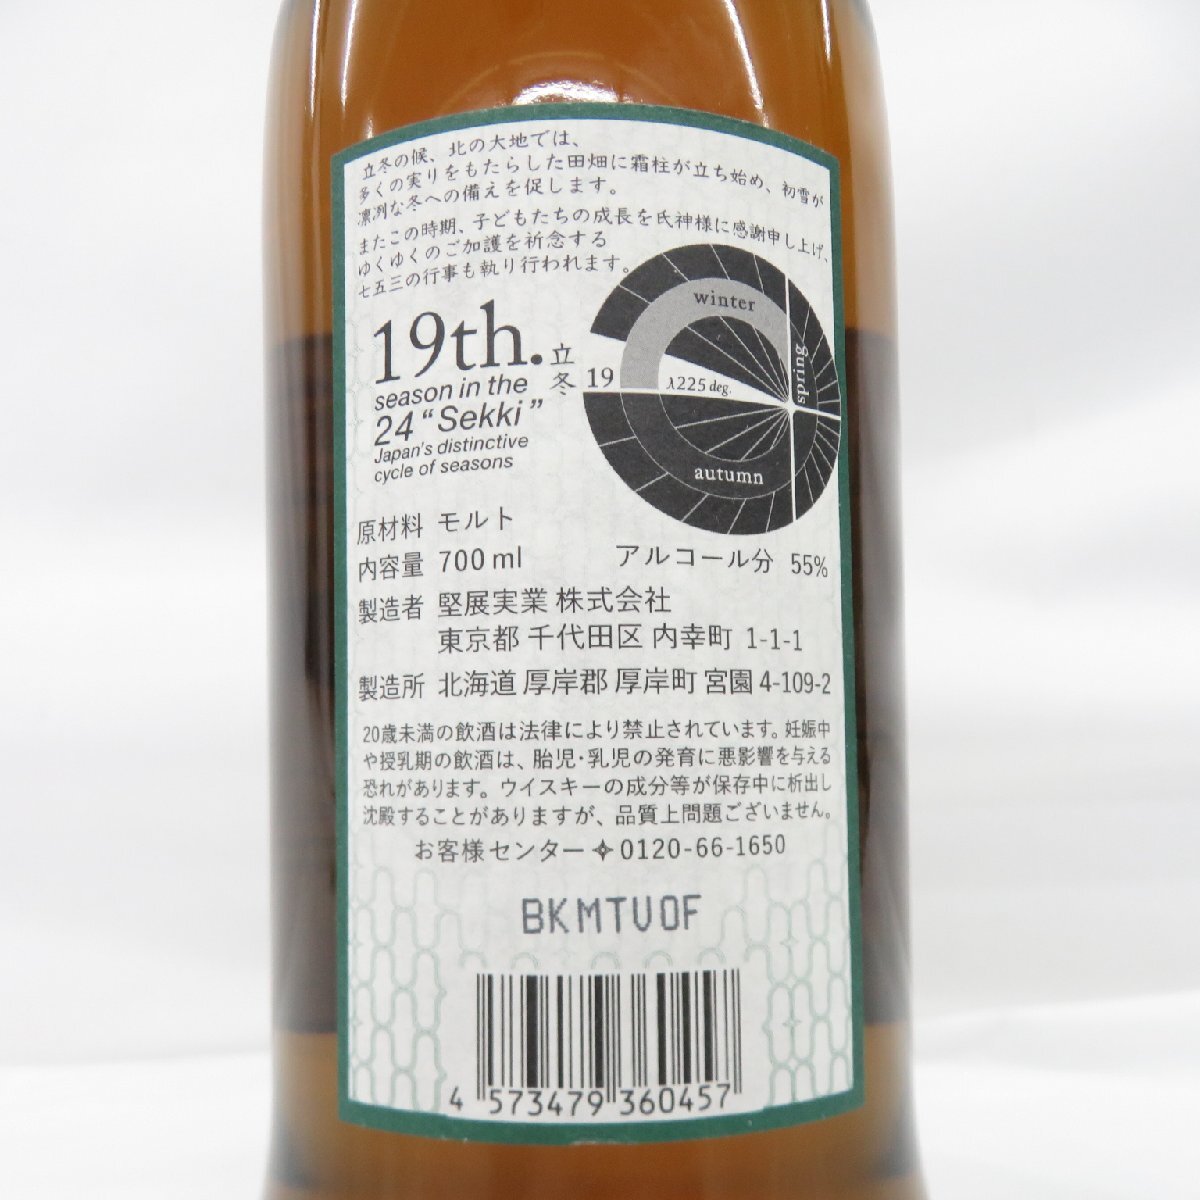 立冬の候、北の大地では、
多くの実りをもたらした田畑に霜柱が立ち始め、初雪が
凛冽な冬への備えを促します。
またこの時期、子どもたちの成長を氏神様に感謝申し上げ、
ゆくゆくのご加護を祈念する
七五三の行事も執り行われます。
19th.
立冬
season in the
24 “Sekki”
Japan's distinctive
cycle of seasons
winter
spring
19
λ225 deg.
autumn
原材料 モルト
内容量 700 ml アルコール分 55%
製造者 堅展実業 株式会社
東京都 千代田区 内幸町 1-1-1
製造所 北海道 厚岸郡 厚岸町 宮園 4-109-2
20歳未満の飲酒は法律により禁止されています。妊娠中
や授乳期の飲酒は、胎児・乳児の発育に悪影響を与える
恐れがあります。ウイスキーの成分等が保存中に析出し
沈殿することがありますが、品質上問題ございません。
お客様センター✧0120-66-1650
BKMTV0F
4 573479 360457